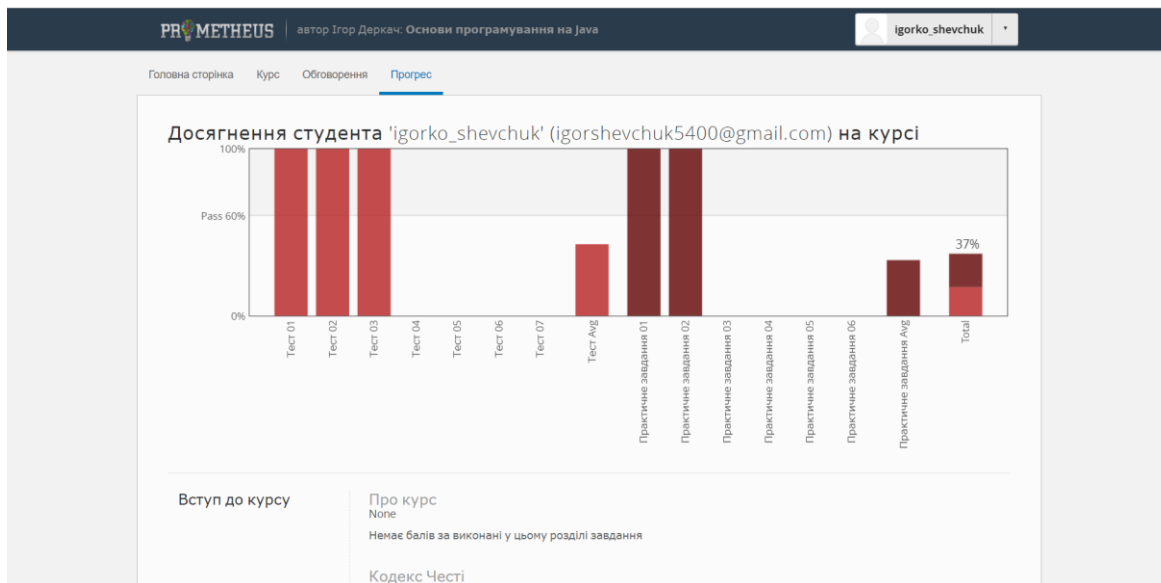 PROMETHEUS автор Ігор Деркач: Основи програмування на Java igorko_shevchuk
Головна сторінка Курс Обговорення Прогрес
Досягнення студента 'igorko_shevchuk' (igorshevchuk5400@gmail.com) на курсі
100%
Pass 60%
37%
0%
Тест 01
Тест 02
Тест 03
Тест 04
Тест 05
Тест 06
Тест 07
Тест Avg
Практичне завдання 01
Практичне завдання 02
Практичне завдання 03
Практичне завдання 04
Практичне завдання 05
Практичне завдання 06
Практичне завдання Avg
Total
Вступ до курсу
Про курс
None
Немає балів за виконані у цьому розділі завдання
Кодекс Честі